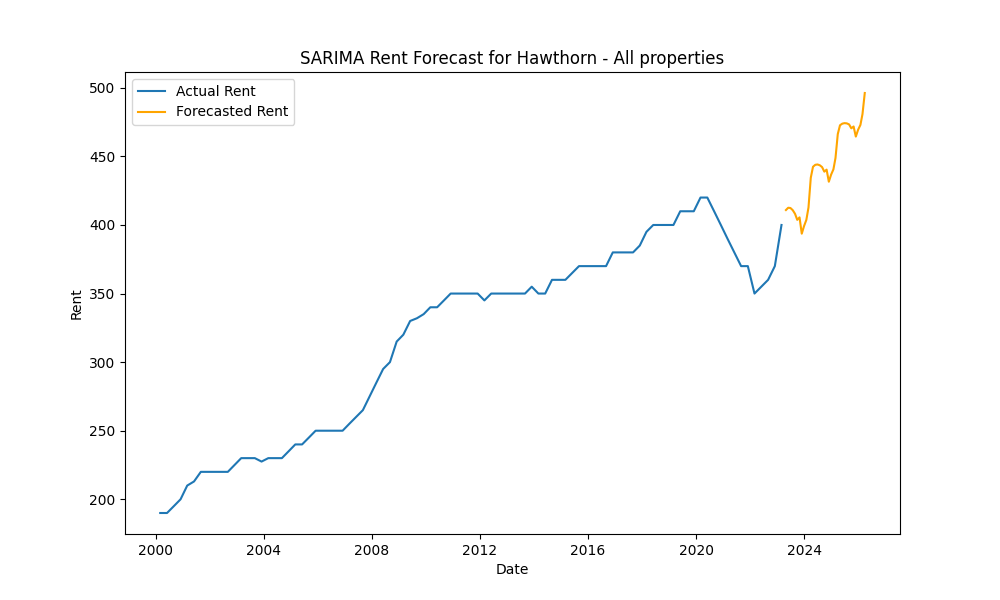 SARIMA Rent Forecast for Hawthorn - All properties
Actual Rent
Forecasted Rent
500
450
400
350
300
250
200
Rent
2000 2004 2008 2012 2016 2020 2024
Date